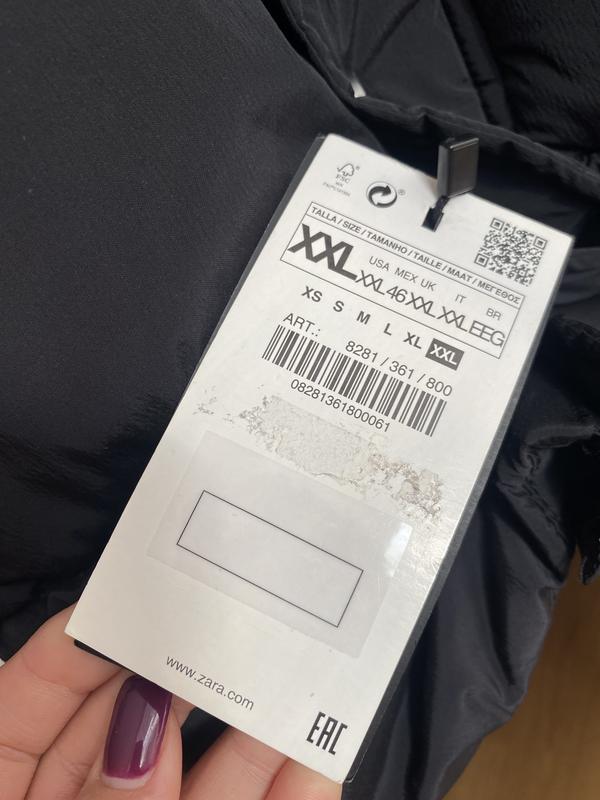 FSC
®
TALLA / SIZE / TAMANHO / TAILLE / MAAT / ΜΕΓΕΘΟΣ
USA MEX UK IT BR
XXL XXL 46 XXL XXL EEG
XS S M L XL XXL
ART.: 8281 / 361 / 800
08281361800061
www.zara.com
EAC